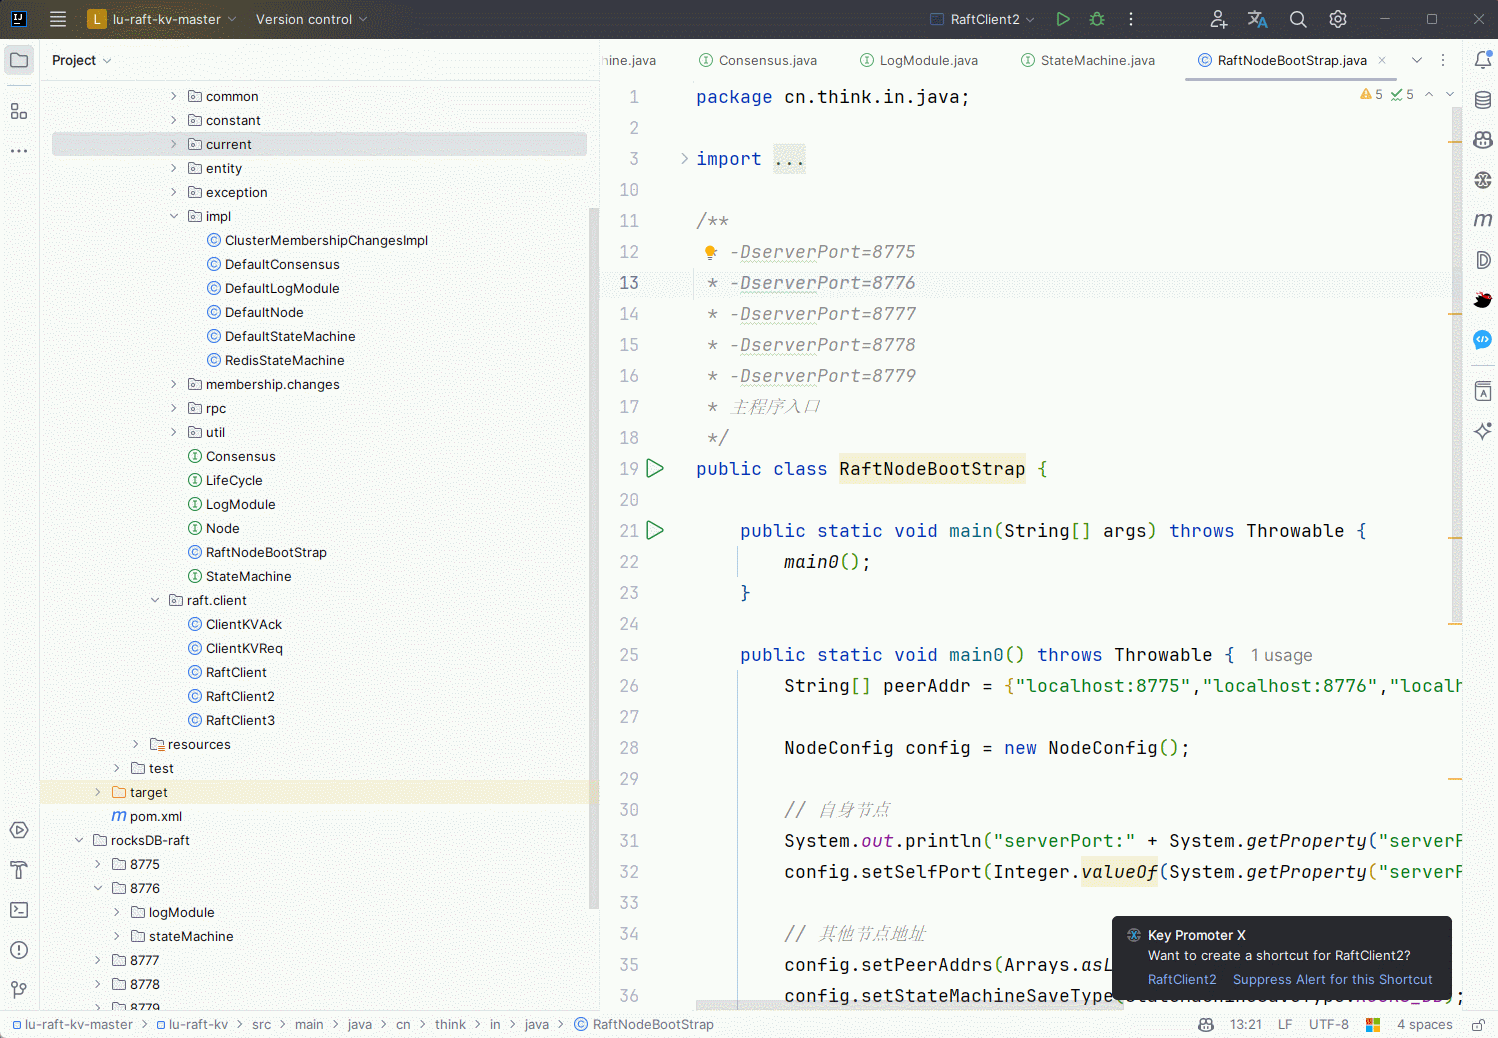 L lu-raft-kv-master Version control RaftClient2
Project
hine.java Consensus.java LogModule.java StateMachine.java RaftNodeBootStrap.java
5 5
common
constant
current
entity
exception
impl
ClusterMembershipChangesImpl
DefaultConsensus
DefaultLogModule
DefaultNode
DefaultStateMachine
RedisStateMachine
membership.changes
rpc
util
Consensus
LifeCycle
LogModule
Node
RaftNodeBootStrap
StateMachine
raft.client
ClientKVAck
ClientKVReq
RaftClient
RaftClient2
RaftClient3
resources
test
target
pom.xml
rocksDB-raft
8775
8776
logModule
stateMachine
8777
8778
8779
1 package cn.think.in.java;
2
3 import ...
10
11 /**
12 -DserverPort=8775
13 * -DserverPort=8776
14 * -DserverPort=8777
15 * -DserverPort=8778
16 * -DserverPort=8779
17 * 主程序入口
18 */
19 public class RaftNodeBootStrap {
20
21 public static void main(String[] args) throws Throwable {
22 main0();
23 }
24
25 public static void main0() throws Throwable { 1 usage
26 String[] peerAddr = {"localhost:8775","localhost:8776","localh
27
28 NodeConfig config = new NodeConfig();
29
30 // 自身节点
31 System.out.println("serverPort:" + System.getProperty("serverP
32 config.setSelfPort(Integer.valueOf(System.getProperty("serverP
33
34 // 其他节点地址
35 config.setPeerAddrs(Arrays.asL
36 config.setStateMachineSaveType(
Key Promoter X
Want to create a shortcut for RaftClient2?
RaftClient2 Suppress Alert for this Shortcut
lu-raft-kv-master lu-raft-kv src main java cn think in java RaftNodeBootStrap 13:21 LF UTF-8 4 spaces